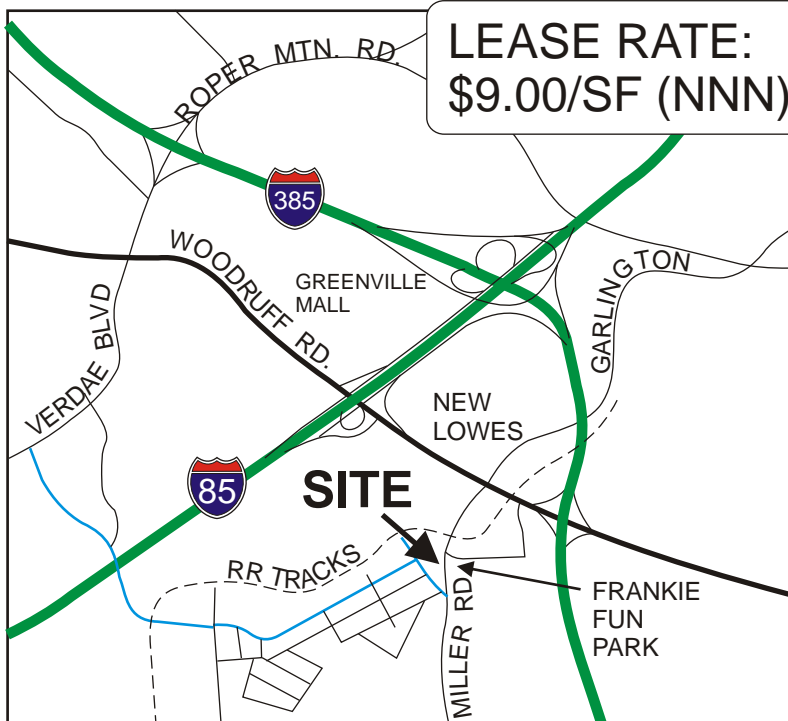 LEASE RATE:
$9.00/SF (NNN)
ROPER MTN. RD.
385
WOODRUFF RD.
GREENVILLE
MALL
GARLINGTON
VERDAE BLVD
NEW
LOWES
85
SITE
RR TRACKS
FRANKIE
FUN
PARK
MILLER RD.